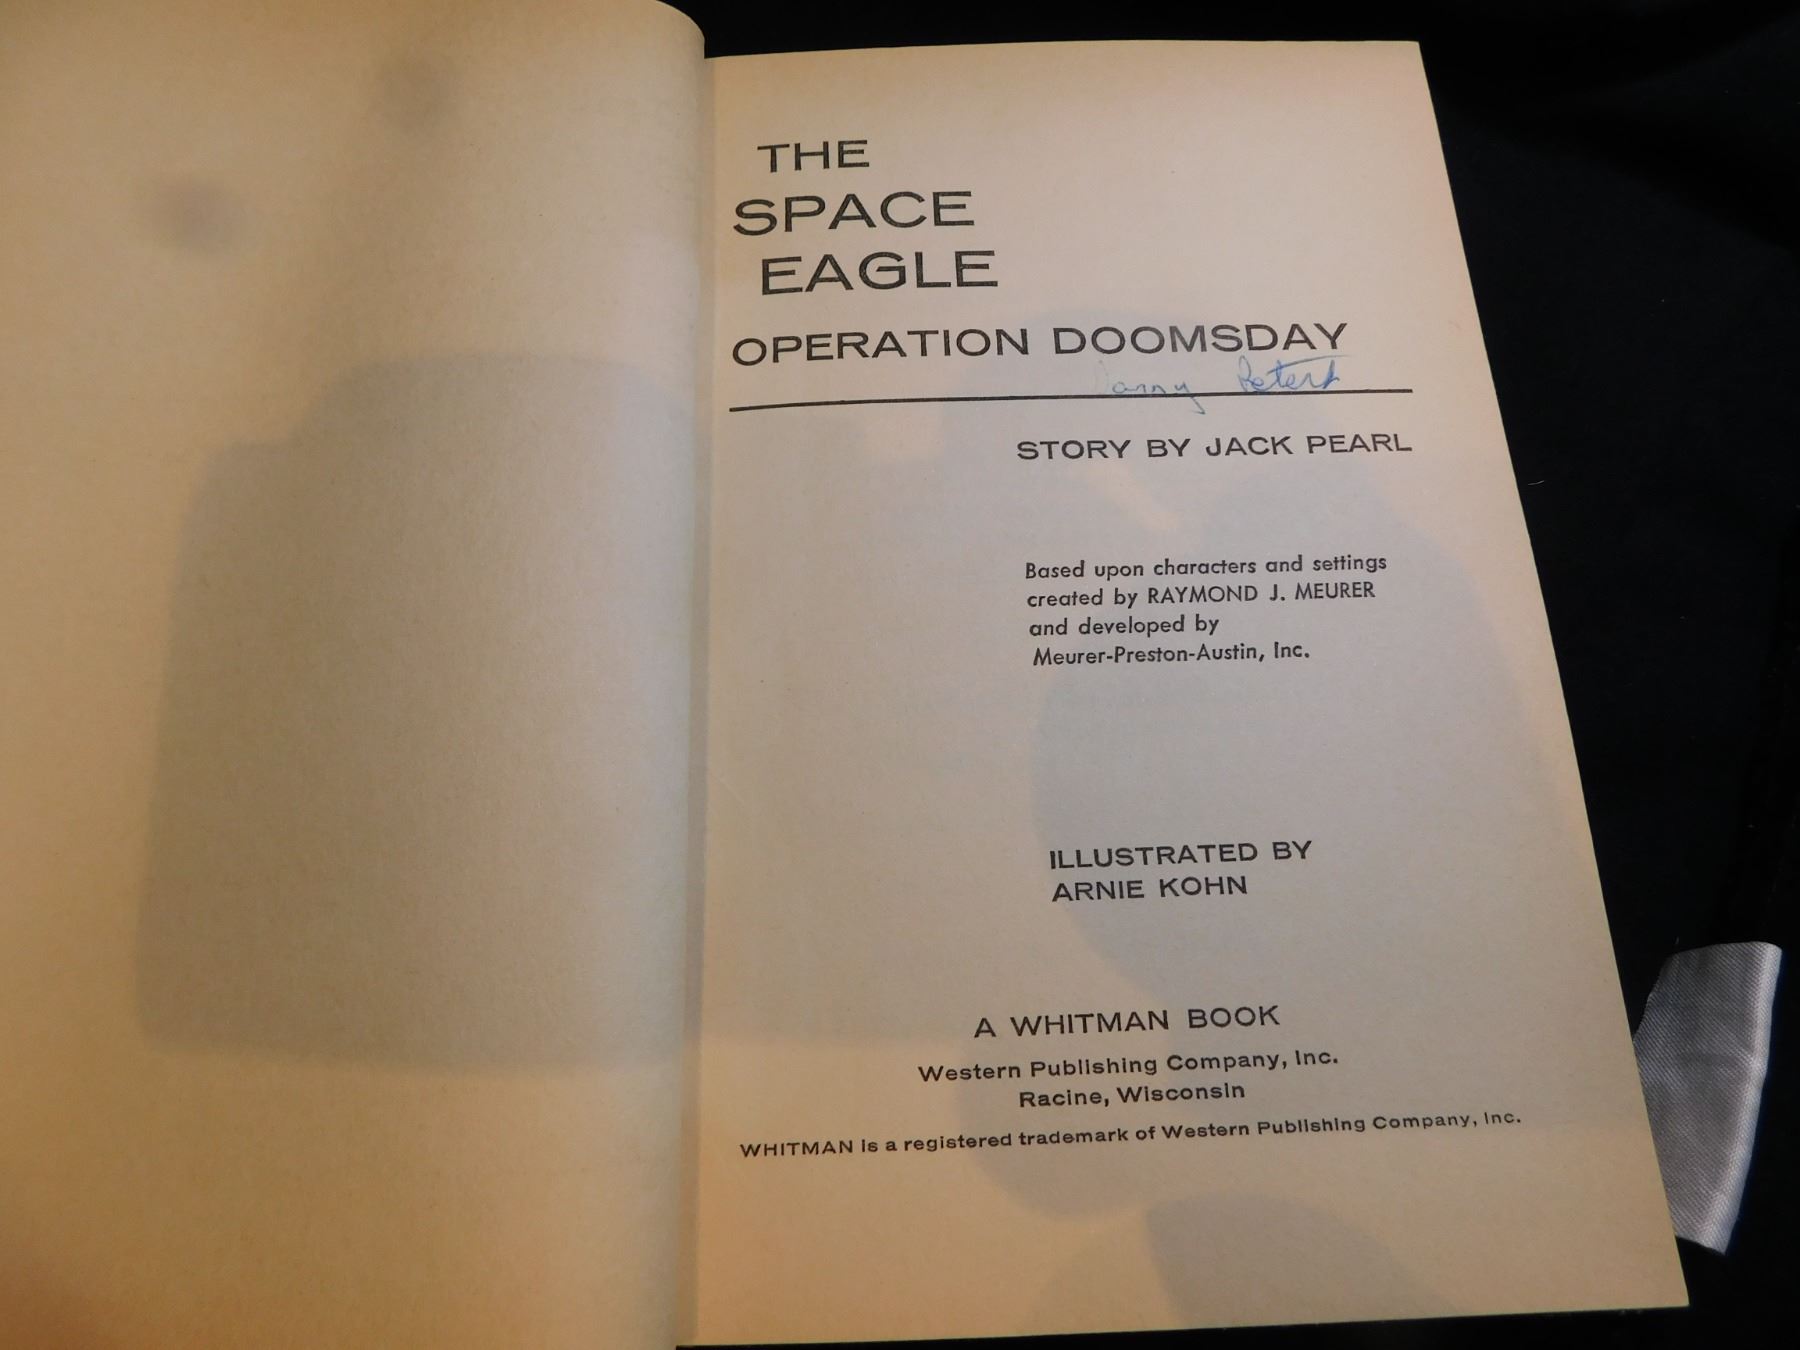 THE
SPACE
EAGLE
OPERATION DOOMSDAY
STORY BY JACK PEARL
Based upon characters and settings
created by RAYMOND J. MEURER
and developed by
Meurer-Preston-Austin, Inc.
ILLUSTRATED BY
ARNIE KOHN
A WHITMAN BOOK
Western Publishing Company, Inc.
Racine, Wisconsin
WHITMAN is a registered trademark of Western Publishing Company, Inc.